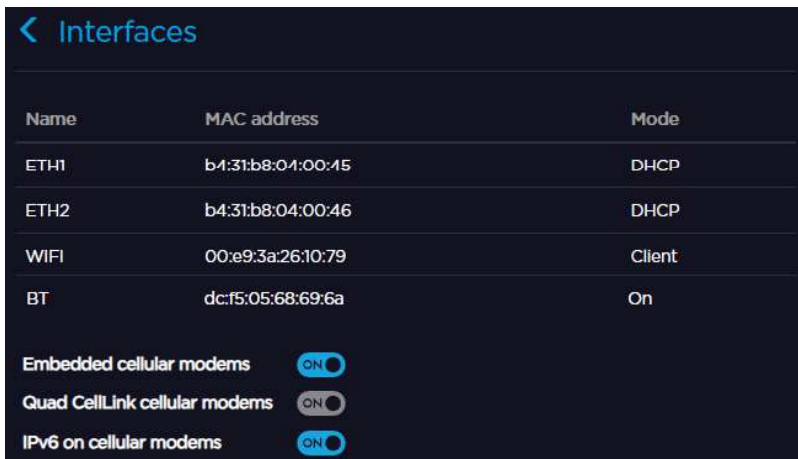 Interfaces
Name MAC address Mode
ETH1 b4:31:b8:04:00:45 DHCP
ETH2 b4:31:b8:04:00:46 DHCP
WIFI 00:e9:3a:26:10:79 Client
BT dc:f5:05:68:69:6a On
Embedded cellular modems ON
Quad CellLink cellular modems ON
IPv6 on cellular modems ON